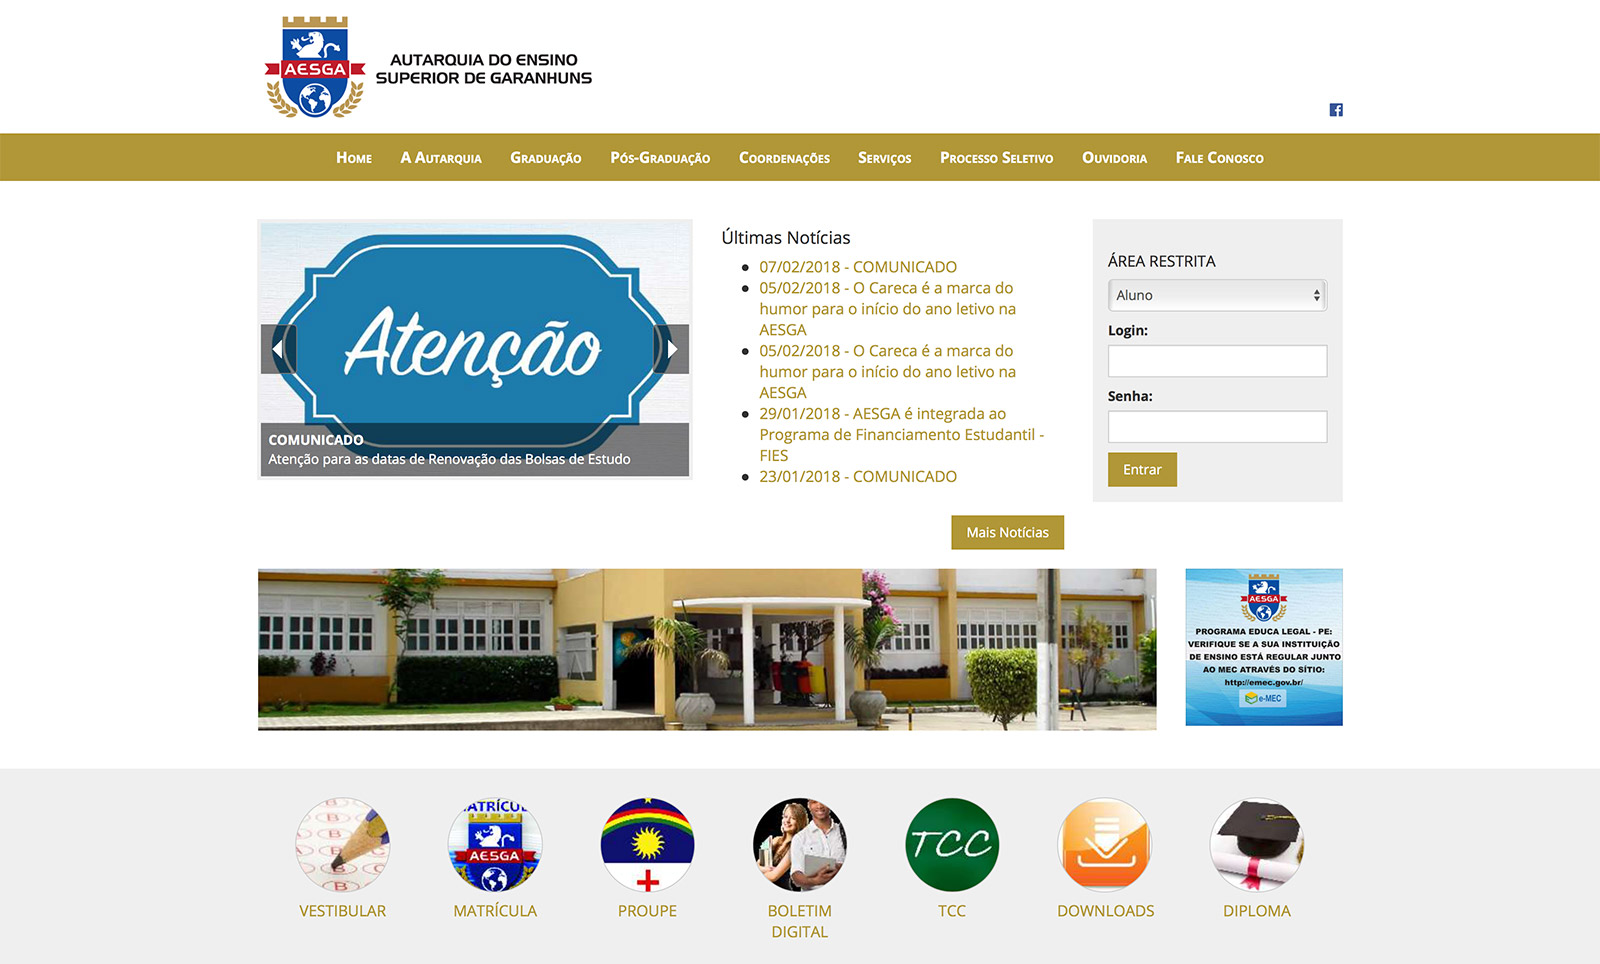 AESGA
AUTARQUIA DO ENSINO
SUPERIOR DE GARANHUNS
Home A Autarquia Graduação Pós-Graduação Coordenações Serviços Processo Seletivo Ouvidoria Fale Conosco
Atenção
COMUNICADO
Atenção para as datas de Renovação das Bolsas de Estudo
Últimas Notícias
07/02/2018 - COMUNICADO
05/02/2018 - O Careca é a marca do
humor para o início do ano letivo na
AESGA
05/02/2018 - O Careca é a marca do
humor para o início do ano letivo na
AESGA
29/01/2018 - AESGA é integrada ao
Programa de Financiamento Estudantil -
FIES
23/01/2018 - COMUNICADO
Mais Notícias
ÁREA RESTRITA
Aluno
Login:
Senha:
Entrar
AESGA
PROGRAMA EDUCA LEGAL - PE:
VERIFIQUE SE A SUA INSTITUIÇÃO
DE ENSINO ESTÁ REGULAR JUNTO
AO MEC ATRAVÉS DO SÍTIO:
http://emec.gov.br/
e-MEC
ATRÍCU
AESGA
TCC
VESTIBULAR
MATRÍCULA
PROUPE
BOLETIM
DIGITAL
TCC
DOWNLOADS
DIPLOMA